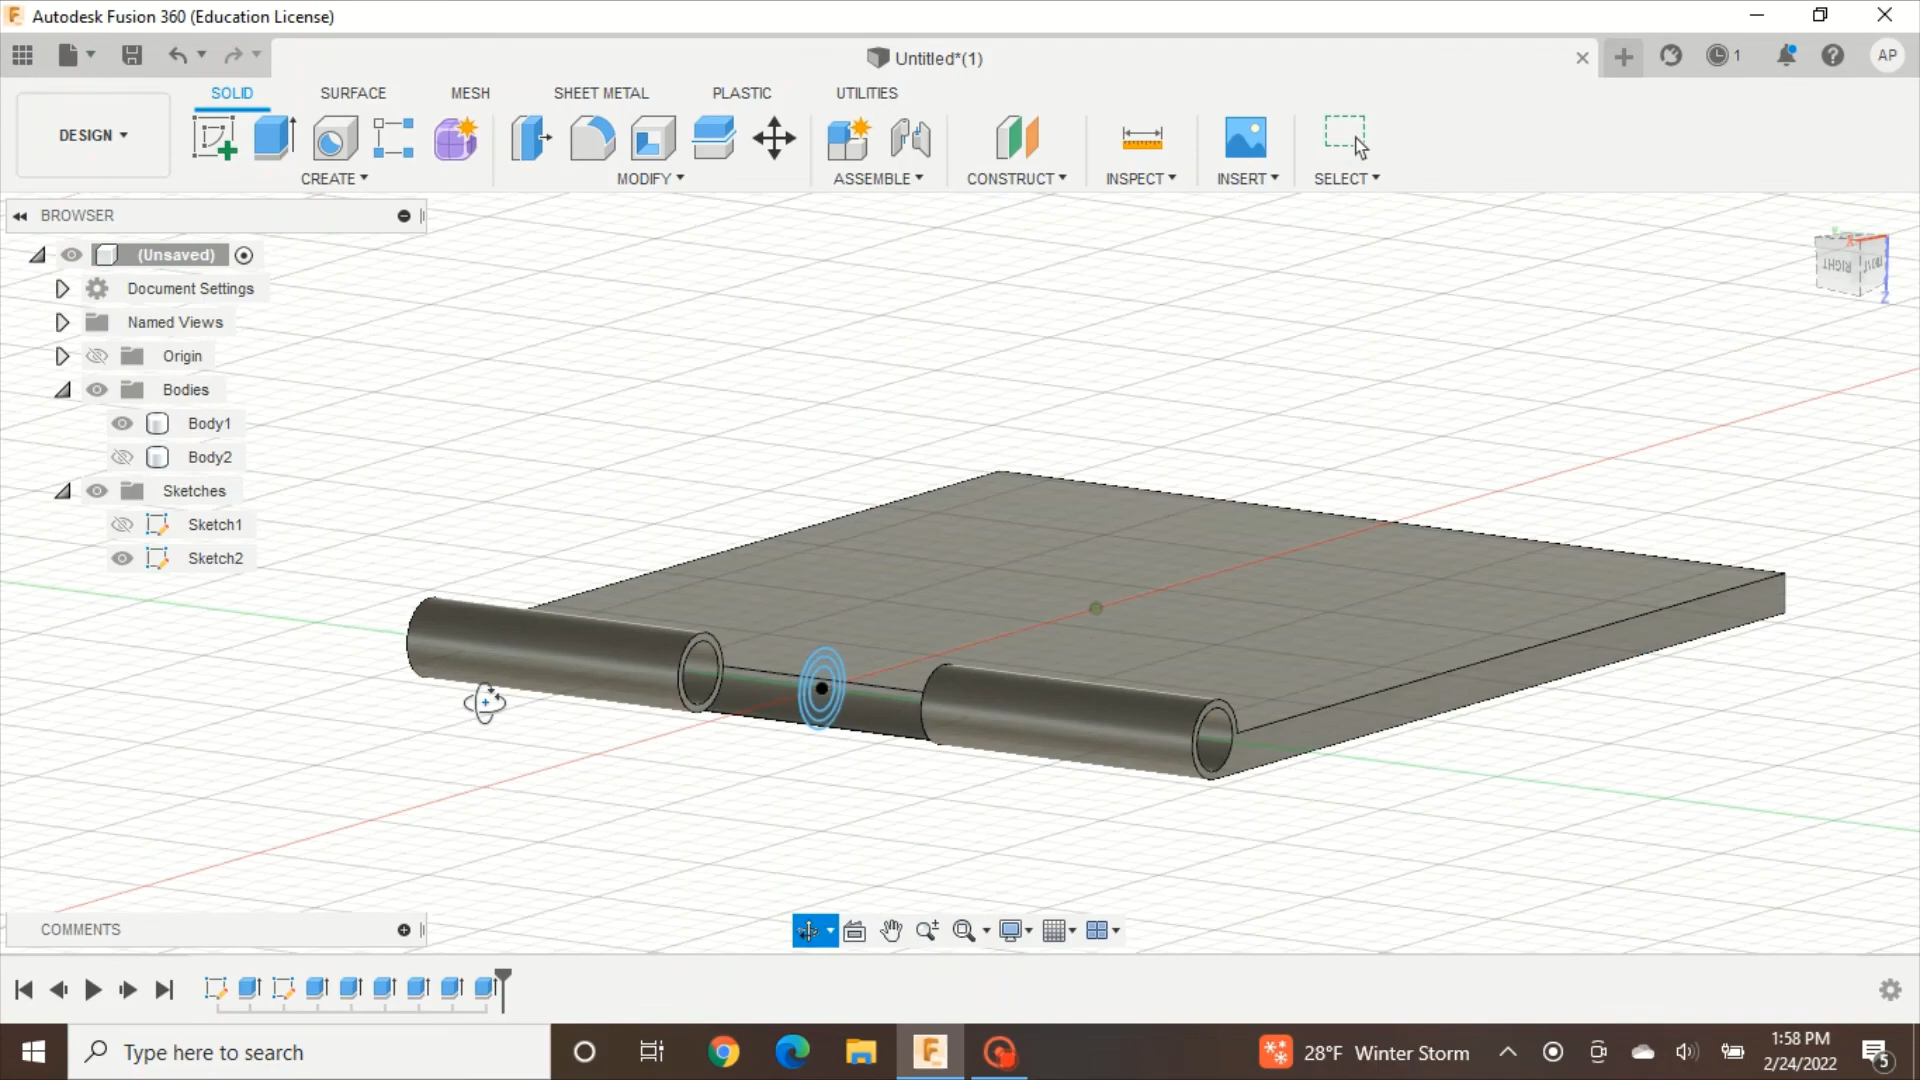 Autodesk Fusion 360 (Education License)
Untitled*(1)
1
AP
DESIGN
SOLID SURFACE MESH SHEET METAL PLASTIC UTILITIES
CREATE MODIFY ASSEMBLE CONSTRUCT INSPECT INSERT SELECT
BROWSER
(Unsaved)
Document Settings
Named Views
Origin
Bodies
Body1
Body2
Sketches
Sketch1
Sketch2
RIGHT
FRONT
X
Y
Z
COMMENTS
Type here to search
28°F Winter Storm
1:58 PM
2/24/2022
5